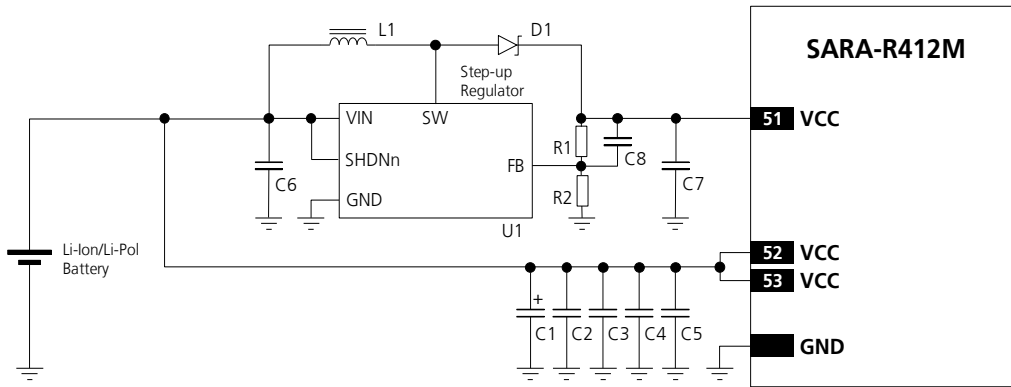 L1
D1
SARA-R412M
Step-up
Regulator
VIN
SW
51 VCC
R1
C8
SHDNn
FB
C6
C7
GND
R2
U1
Li-Ion/Li-Pol
Battery
52 VCC
53 VCC
+
C1
C2
C3
C4
C5
GND